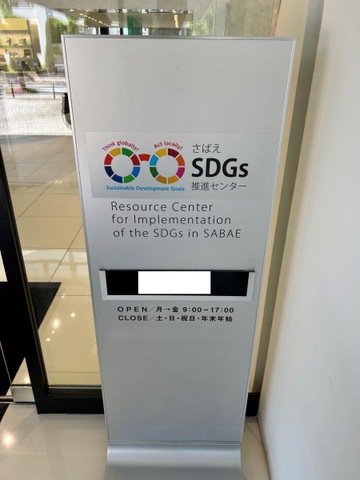 Think globally! Act locally!
さばえ
SDGs
推進センター
Sustainable Development Goals
Resource Center
for Implementation
of the SDGs in SABAE
OPEN/月→金 9:00－17:00
CLOSE/土・日・祝日・年末年始